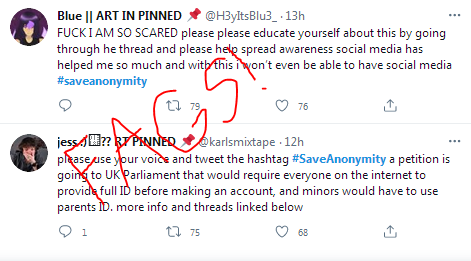 Blue || ART IN PINNED 📌 @H3yItsBlu3_ · 13h
FUCK I AM SO SCARED please please educate yourself about this by going
through he thread and please help spread awareness social media has
helped me so much and with this i won't even be able to have social media
#saveanonymity
79 76
FAGS!
jess :/ ?? RT PINNED 📌 @karlsmixtape · 12h
please use your voice and tweet the hashtag #SaveAnonymity a petition is
going to UK Parliament that would require everyone on the internet to
provide full ID before making an account, and minors would have to use
parents ID. more info and threads linked below
1 75 68